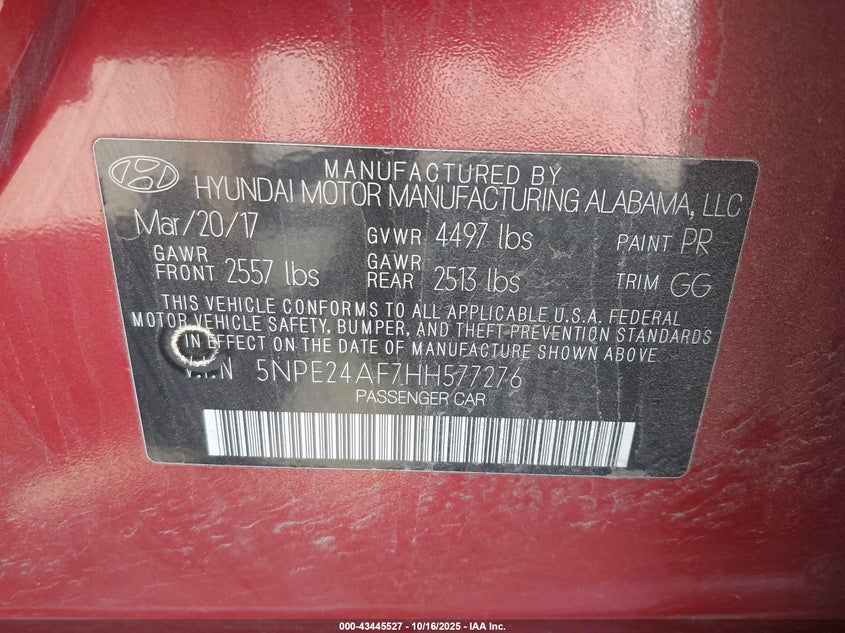 MANUFACTURED BY
HYUNDAI MOTOR MANUFACTURING ALABAMA, LLC
Mar/20/17 GVWR 4497 lbs PAINT PR
GAWR FRONT 2557 lbs GAWR REAR 2513 lbs TRIM GG
THIS VEHICLE CONFORMS TO ALL APPLICABLE U.S.A. FEDERAL
MOTOR VEHICLE SAFETY, BUMPER, AND THEFT PREVENTION STANDARDS
IN EFFECT ON THE DATE OF MANUFACTURE SHOWN ABOVE
V.I.N 5NPE24AF7HH577276
PASSENGER CAR
000-43445527 - 10/16/2025 - IAA Inc.